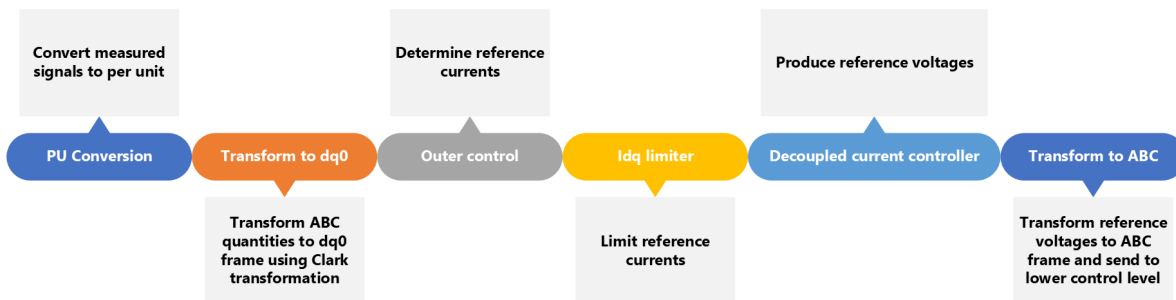 Convert measured
signals to per unit
Determine reference
currents
Produce reference voltages
PU Conversion
Transform to dq0
Outer control
Idq limiter
Decoupled current controller
Transform to ABC
Transform ABC
quantities to dq0
frame using Clark
transformation
Limit reference
currents
Transform reference
voltages to ABC
frame and send to
lower control level